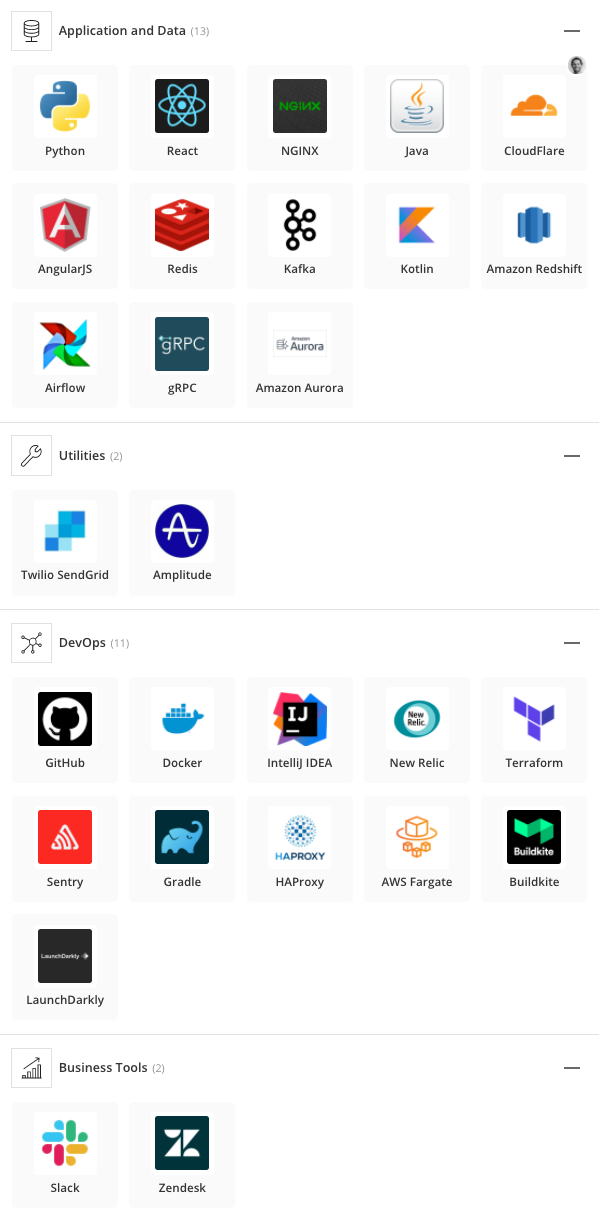 Application and Data (13)
Python
React
NGINX
NGINX
Java
CloudFlare
AngularJS
Redis
Kafka
Kotlin
Amazon Redshift
Airflow
gRPC
gRPC
Amazon
Aurora
Amazon Aurora
Utilities (2)
Twilio SendGrid
Amplitude
DevOps (11)
GitHub
Docker
IJ
IntelliJ IDEA
New
Relic.
New Relic
Terraform
Sentry
Gradle
HAPROXY
HAProxy
AWS Fargate
Buildkite
Buildkite
LaunchDarkly
LaunchDarkly
Business Tools (2)
Slack
Zendesk